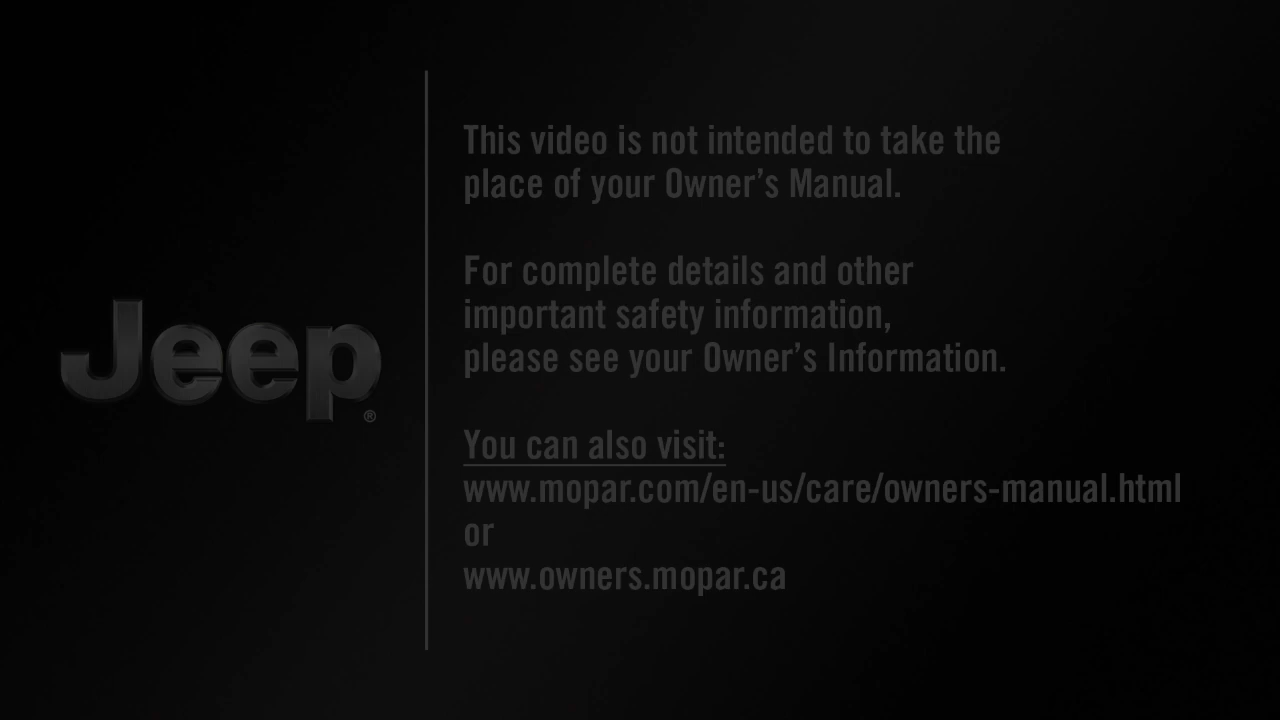 Jeep®
This video is not intended to take the
place of your Owner’s Manual.
For complete details and other
important safety information,
please see your Owner’s Information.
You can also visit:
www.mopar.com/en-us/care/owners-manual.html
or
www.owners.mopar.ca